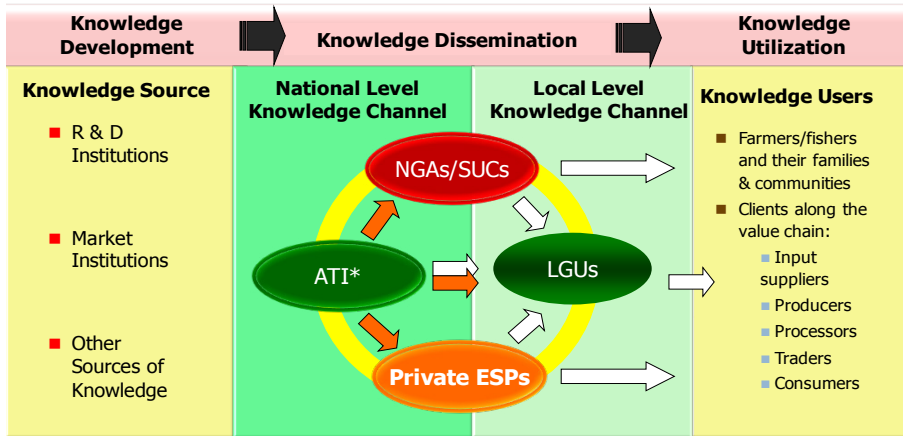 Knowledge
Development
Knowledge Dissemination
Knowledge
Utilization
Knowledge Source
R & D
Institutions
Market
Institutions
Other
Sources of
Knowledge
National Level
Knowledge Channel
Local Level
Knowledge Channel
NGAs/SUCs
ATI*
LGUs
Private ESPs
Knowledge Users
Farmers/fishers
and their families
& communities
Clients along the
value chain:
Input
suppliers
Producers
Processors
Traders
Consumers